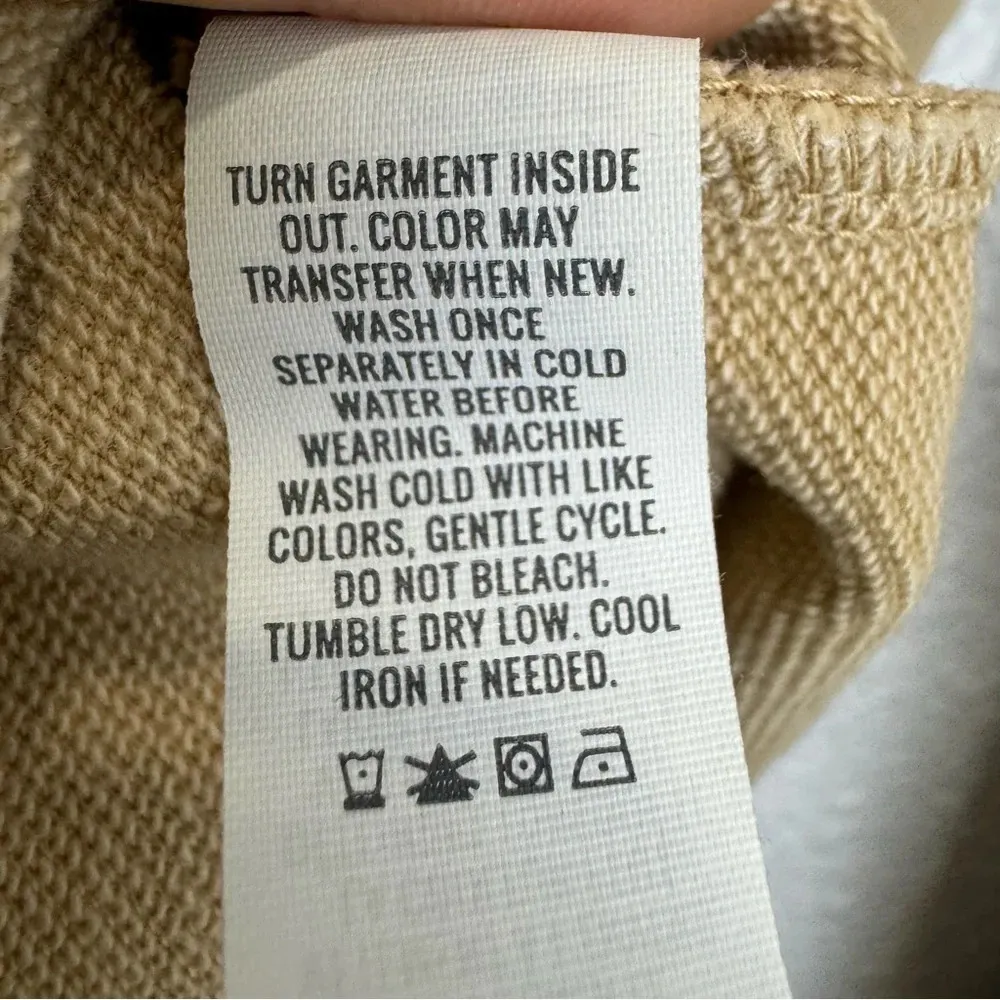 TURN GARMENT INSIDE
OUT. COLOR MAY
TRANSFER WHEN NEW.
WASH ONCE
SEPARATELY IN COLD
WATER BEFORE
WEARING. MACHINE
WASH COLD WITH LIKE
COLORS, GENTLE CYCLE.
DO NOT BLEACH.
TUMBLE DRY LOW. COOL
IRON IF NEEDED.